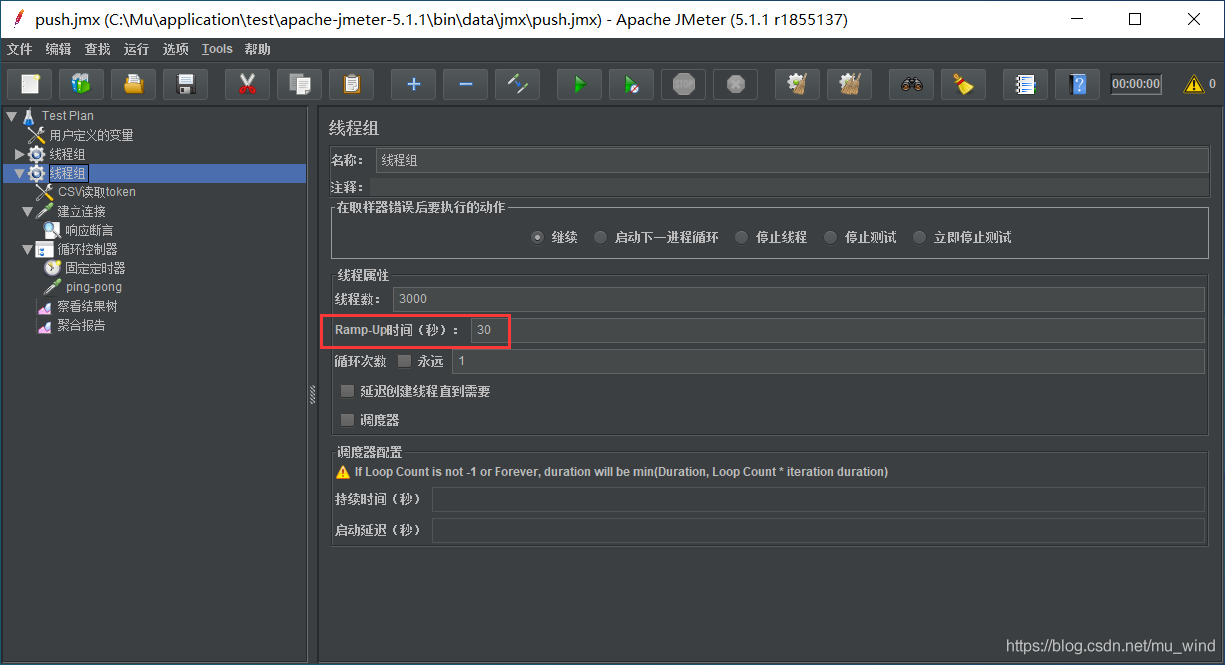 push.jmx (C:\Mu\application\test\apache-jmeter-5.1.1\bin\data\jmx\push.jmx) - Apache JMeter (5.1.1 r1855137)
文件 编辑 查找 运行 选项 Tools 帮助
STOP 00:00:00 0
Test Plan
用户定义的变量
线程组
线程组
CSV读取token
建立连接
响应断言
循环控制器
固定定时器
ping-pong
察看结果树
聚合报告
线程组
名称： 线程组
注释：
在取样器错误后要执行的动作
继续 启动下一进程循环 停止线程 停止测试 立即停止测试
线程属性
线程数： 3000
Ramp-Up时间（秒）： 30
循环次数 永远 1
延迟创建线程直到需要
调度器
调度器配置
If Loop Count is not -1 or Forever, duration will be min(Duration, Loop Count * iteration duration)
持续时间（秒）
启动延迟（秒）
https://blog.csdn.net/mu_wind